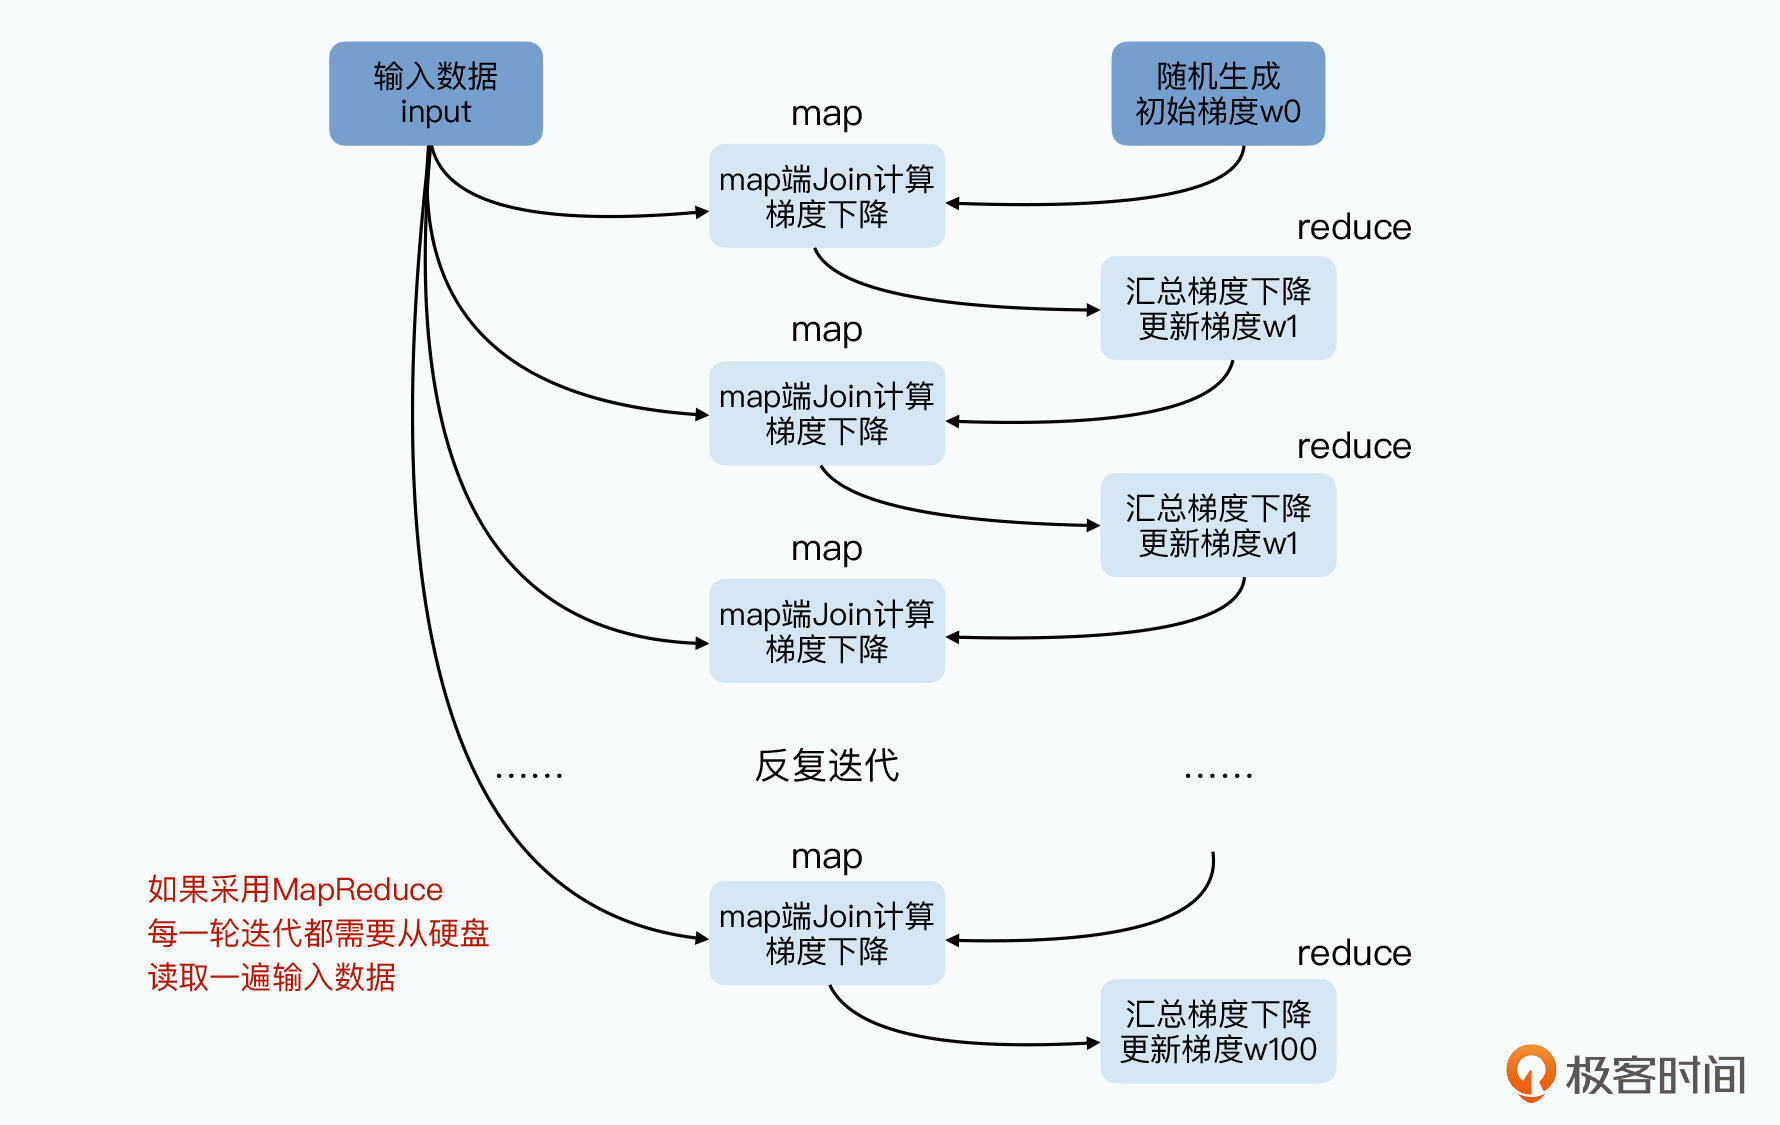 输入数据
input
随机生成
初始梯度w0
map
map端Join计算
梯度下降
reduce
汇总梯度下降
更新梯度w1
map
map端Join计算
梯度下降
reduce
汇总梯度下降
更新梯度w1
map
map端Join计算
梯度下降
……
反复迭代
……
map
map端Join计算
梯度下降
如果采用MapReduce
每一轮迭代都需要从硬盘
读取一遍输入数据
reduce
汇总梯度下降
更新梯度w100
极客时间